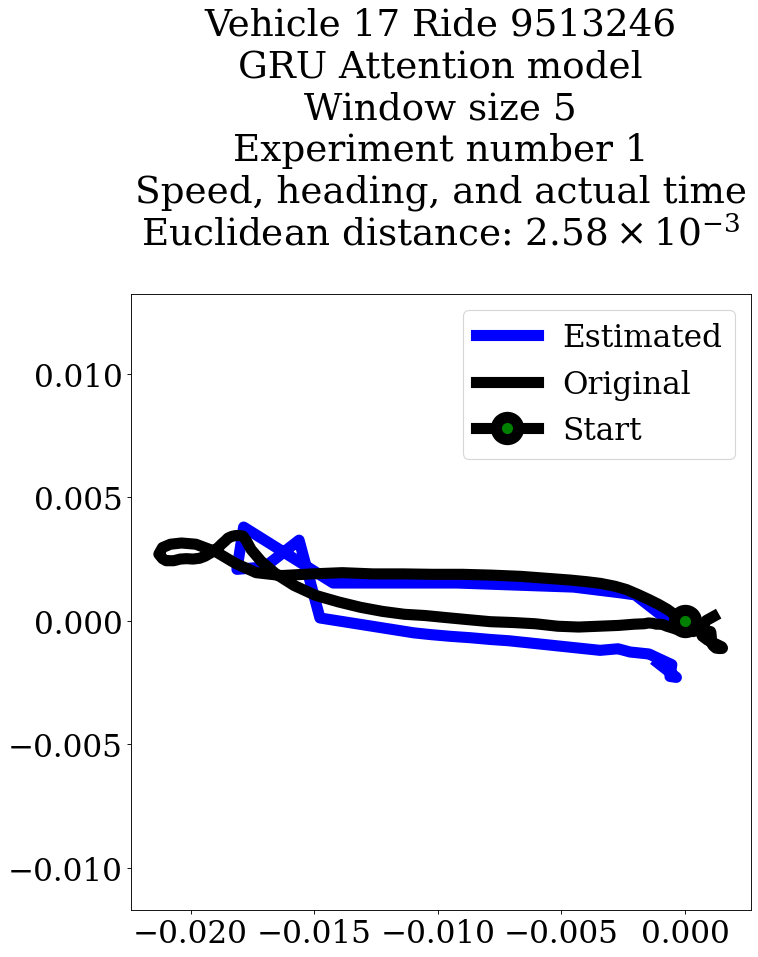 Vehicle 17 Ride 9513246
GRU Attention model
Window size 5
Experiment number 1
Speed, heading, and actual time
Euclidean distance: 2.58 × 10⁻³
Estimated
Original
Start
0.010
0.005
0.000
−0.005
−0.010
−0.020 −0.015 −0.010 −0.005 0.000